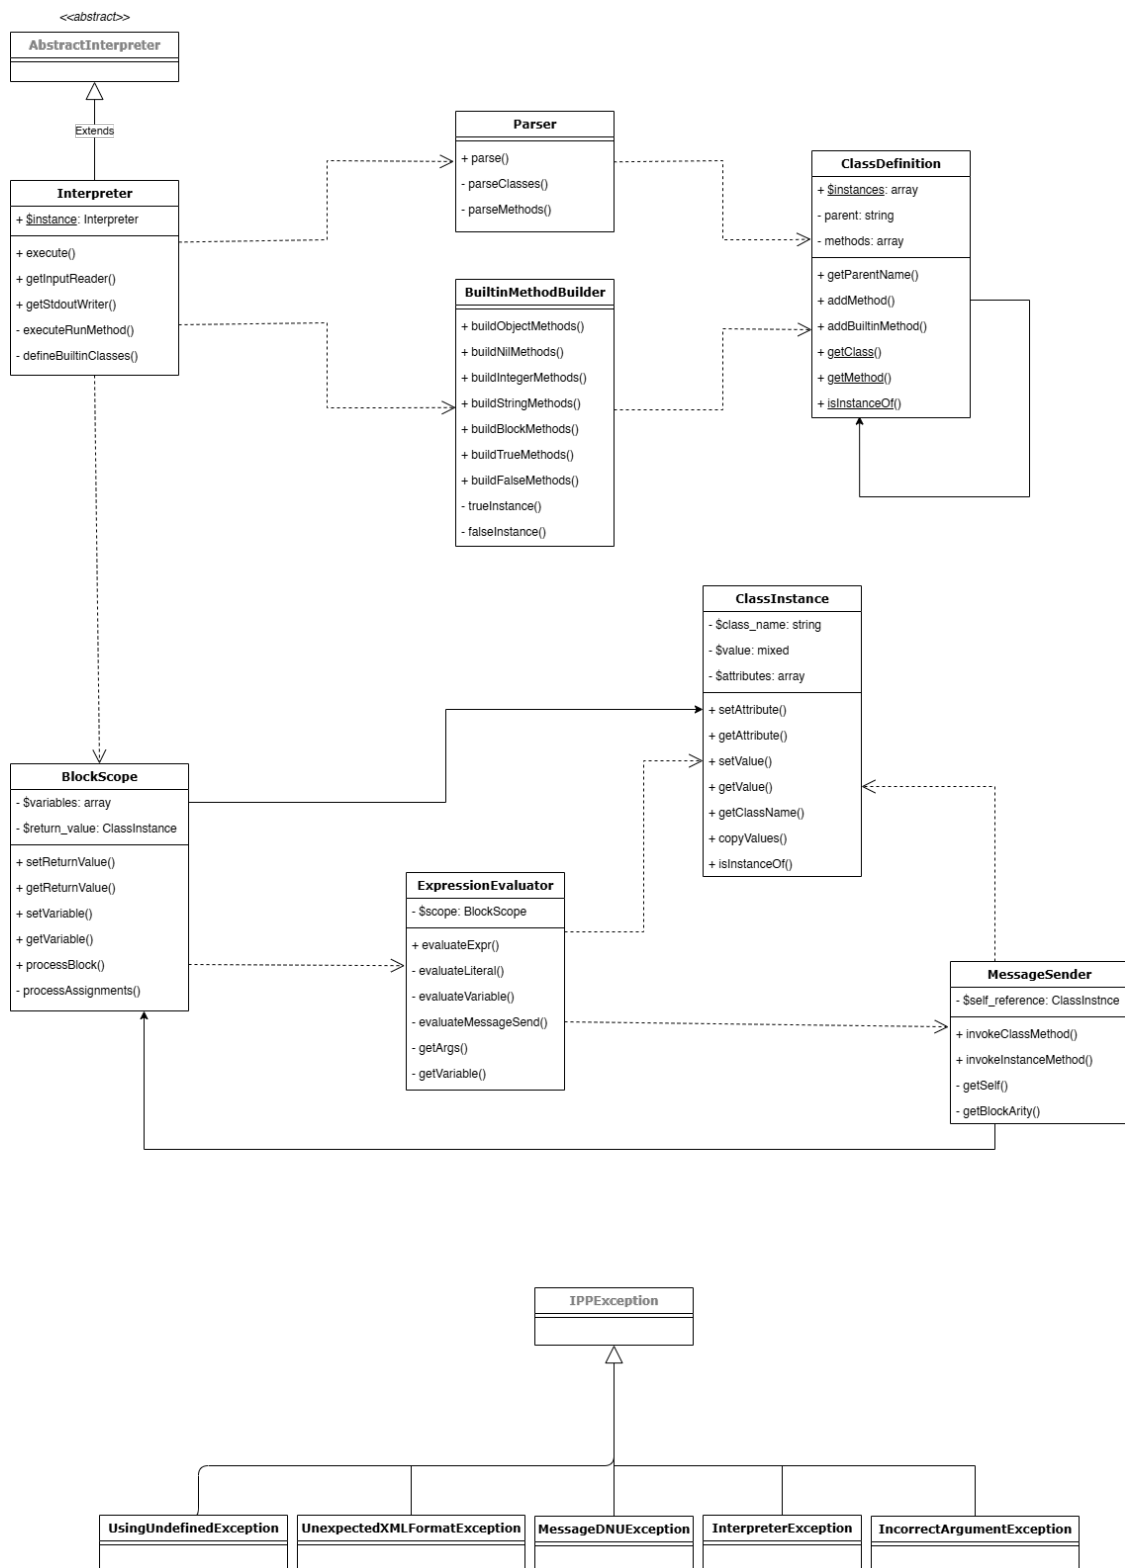 <<abstract>>
AbstractInterpreter
Extends
Interpreter
+ $instance: Interpreter
+ execute()
+ getInputReader()
+ getStdoutWriter()
- executeRunMethod()
- defineBuiltinClasses()
Parser
+ parse()
- parseClasses()
- parseMethods()
ClassDefinition
+ $instances: array
- parent: string
- methods: array
+ getParentName()
+ addMethod()
+ addBuiltinMethod()
+ getClass()
+ getMethod()
+ isInstanceOf()
BuiltinMethodBuilder
+ buildObjectMethods()
+ buildNilMethods()
+ buildIntegerMethods()
+ buildStringMethods()
+ buildBlockMethods()
+ buildTrueMethods()
+ buildFalseMethods()
- trueInstance()
- falseInstance()
ClassInstance
- $class_name: string
- $value: mixed
- $attributes: array
+ setAttribute()
+ getAttribute()
+ setValue()
+ getValue()
+ getClassName()
+ copyValues()
+ isInstanceOf()
BlockScope
- $variables: array
- $return_value: ClassInstance
+ setReturnValue()
+ getReturnValue()
+ setVariable()
+ getVariable()
+ processBlock()
- processAssignments()
ExpressionEvaluator
- $scope: BlockScope
+ evaluateExpr()
- evaluateLiteral()
- evaluateVariable()
- evaluateMessageSend()
- getArgs()
- getVariable()
MessageSender
- $self_reference: ClassInstnce
+ invokeClassMethod()
+ invokeInstanceMethod()
- getSelf()
- getBlockArity()
IPPException
UsingUndefinedException
UnexpectedXMLFormatException
MessageDNUException
InterpreterException
IncorrectArgumentException